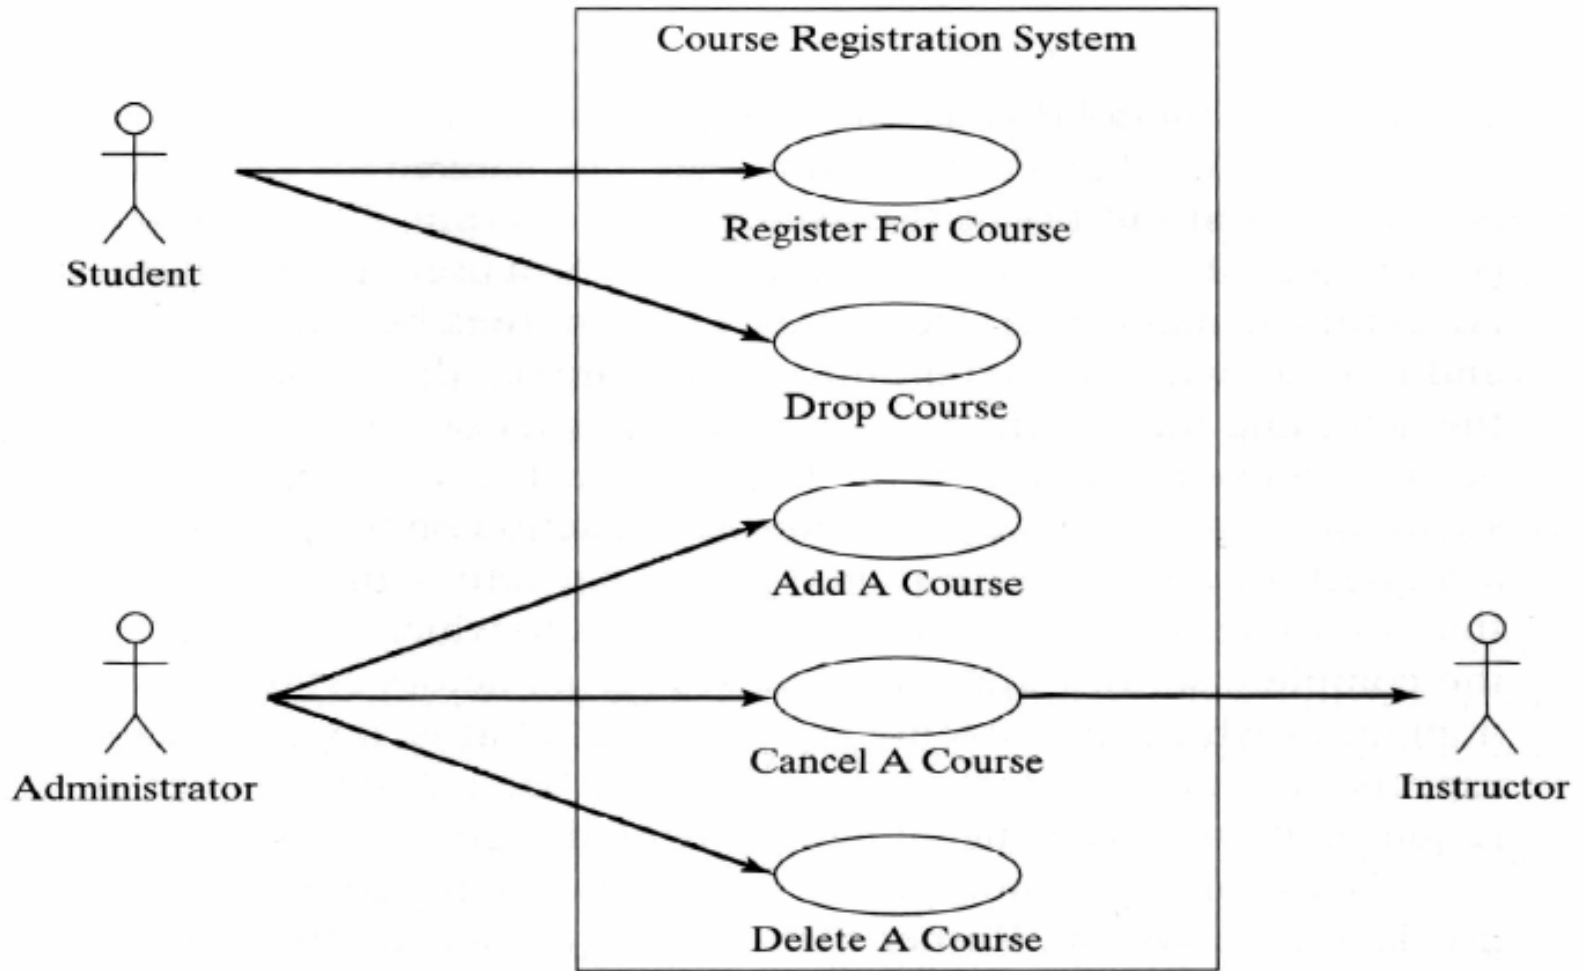 Course Registration System
Student
Register For Course
Drop Course
Add A Course
Administrator
Cancel A Course
Instructor
Delete A Course